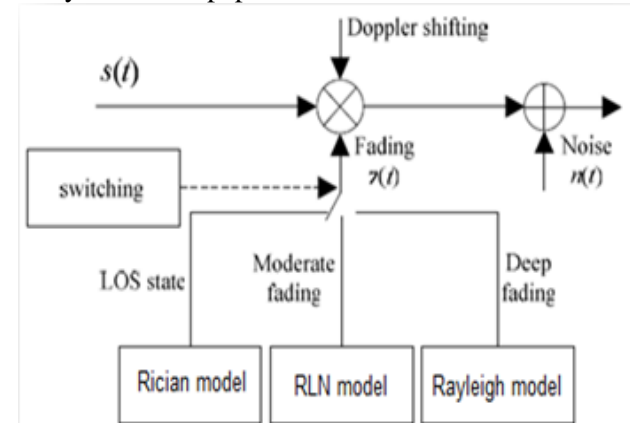 Doppler shifting
s(t)
Fading
Noise
n(t)
switching
LOS state
Moderate
fading
Deep
fading
Rician model
RLN model
Rayleigh model